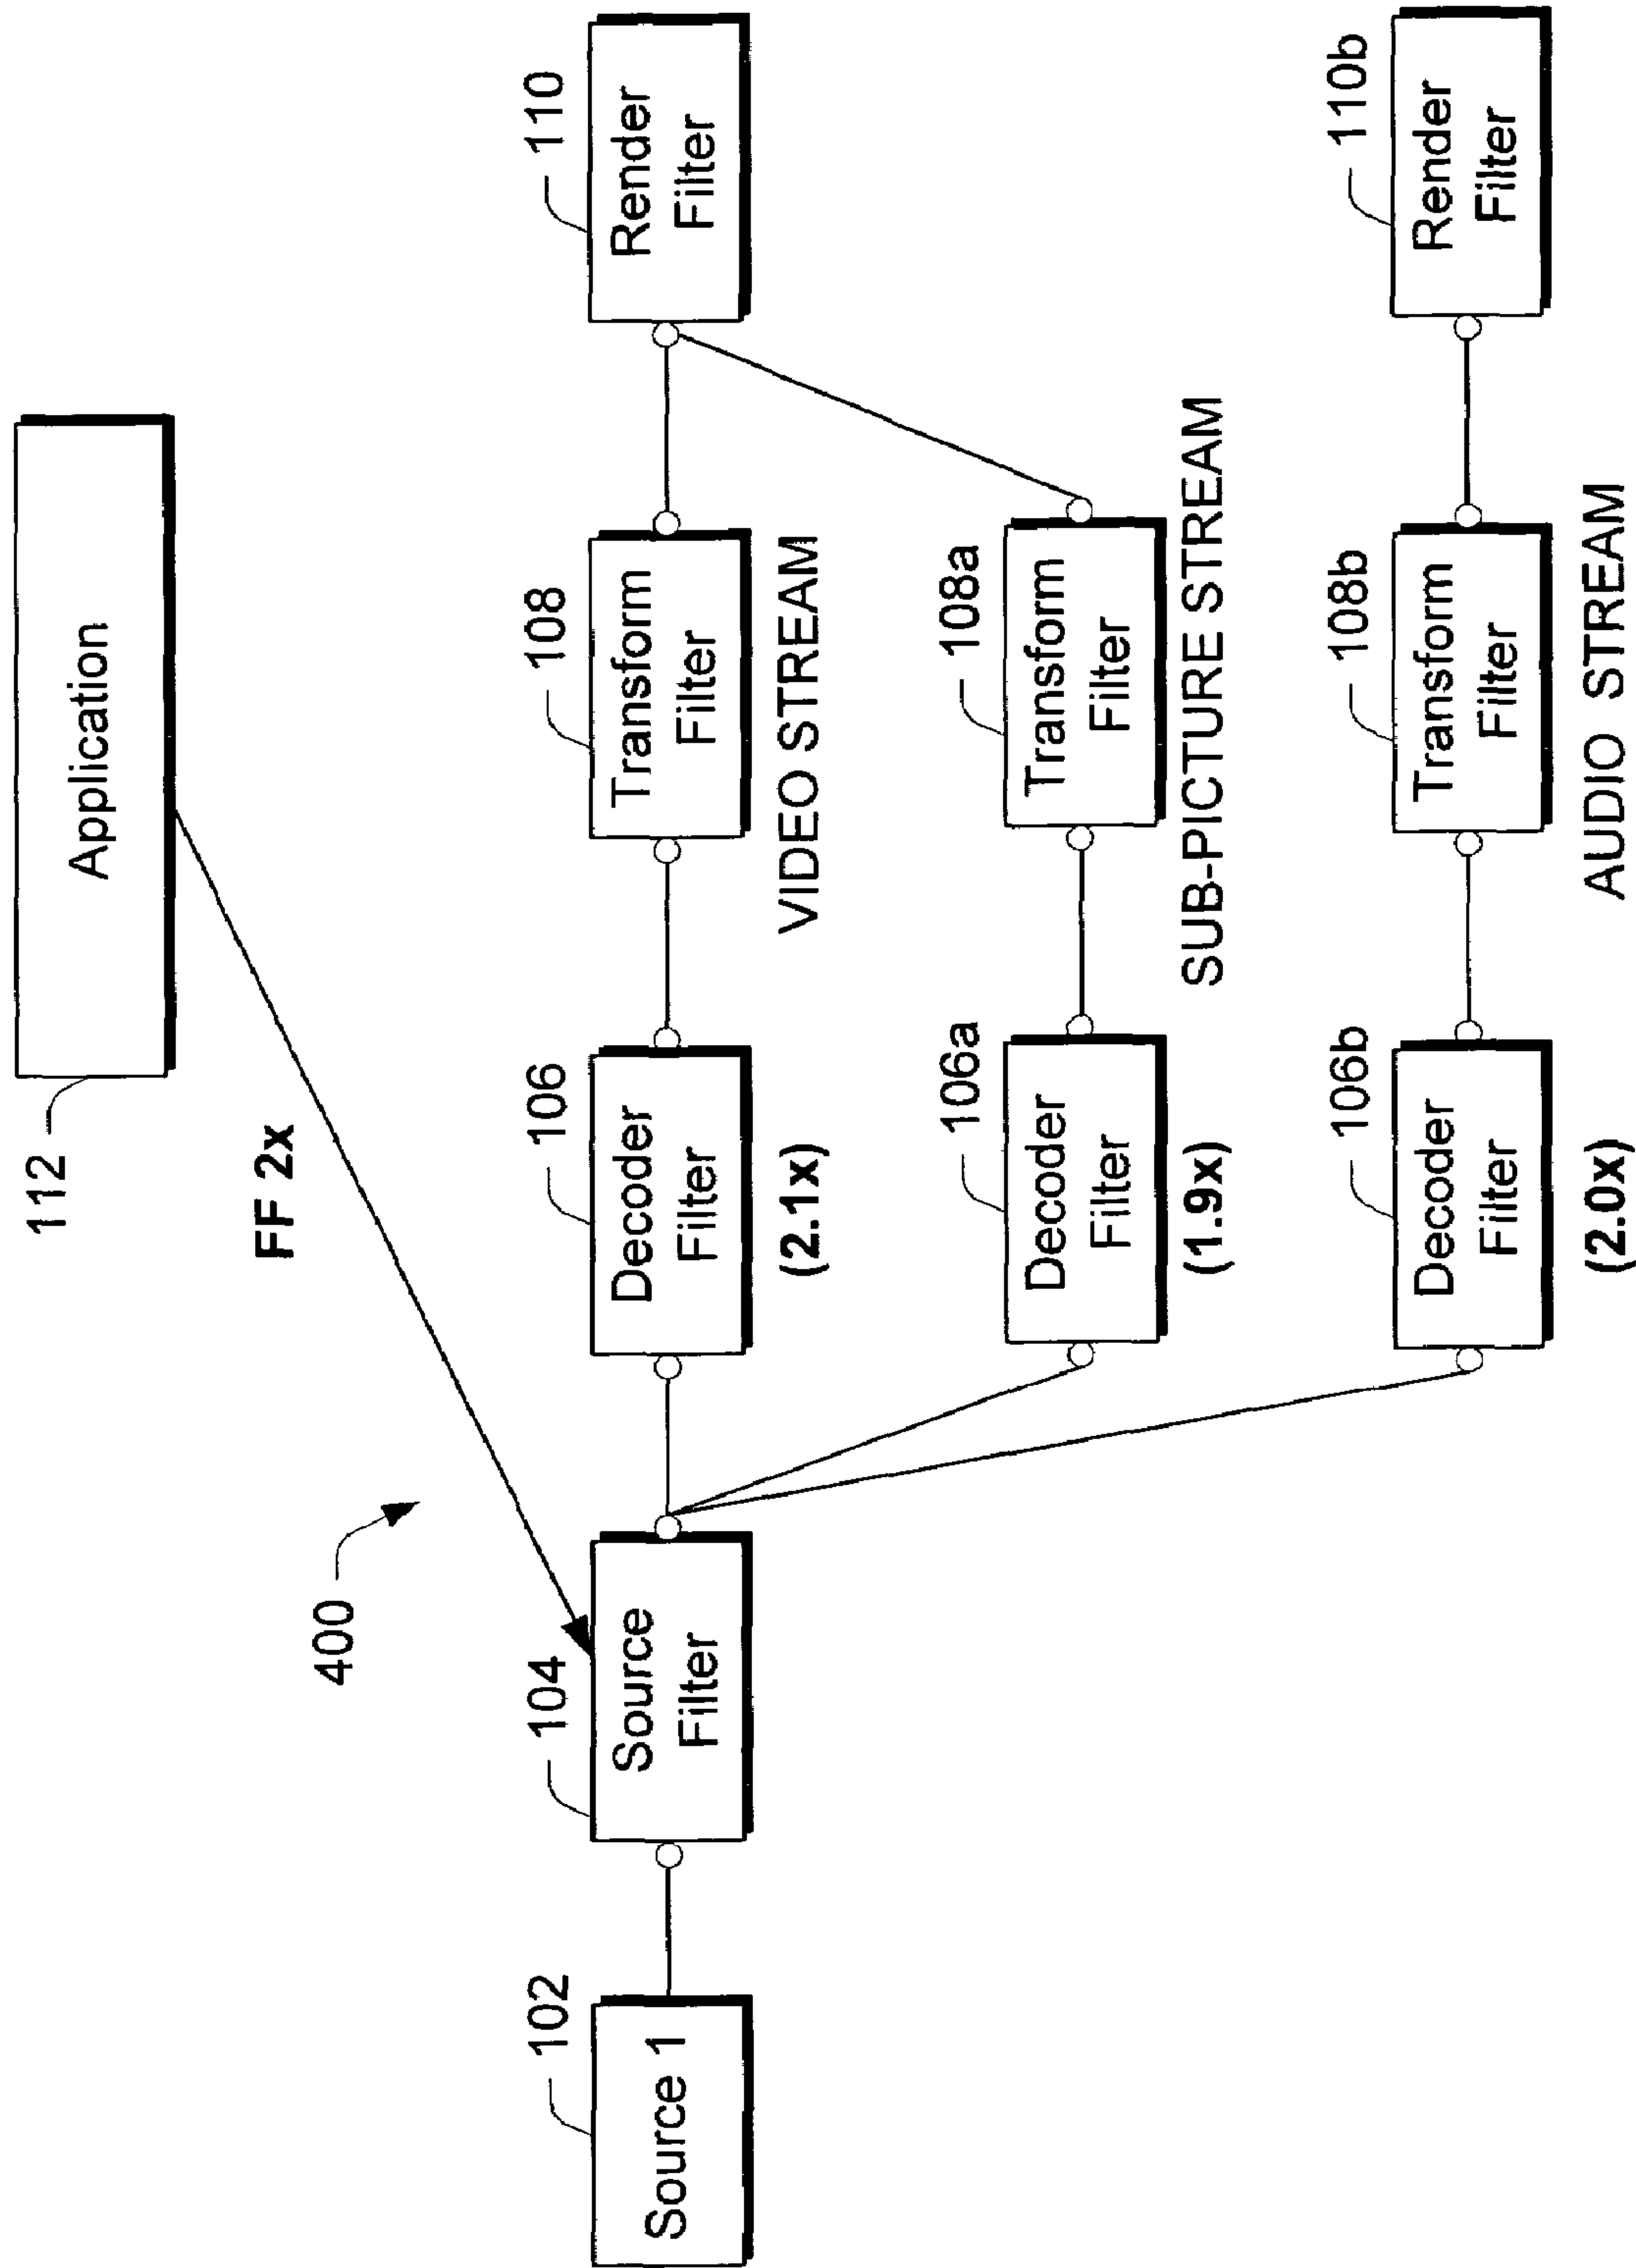 Application
112
FF 2x
400
102
Source 1
104
Source
Filter
106
Decoder
Filter
(2.1x)
108
Transform
Filter
VIDEO STREAM
110
Render
Filter
106a
Decoder
Filter
(1.9x)
108a
Transform
Filter
SUB-PICTURE STREAM
106b
Decoder
Filter
(2.0x)
108b
Transform
Filter
AUDIO STREAM
110b
Render
Filter